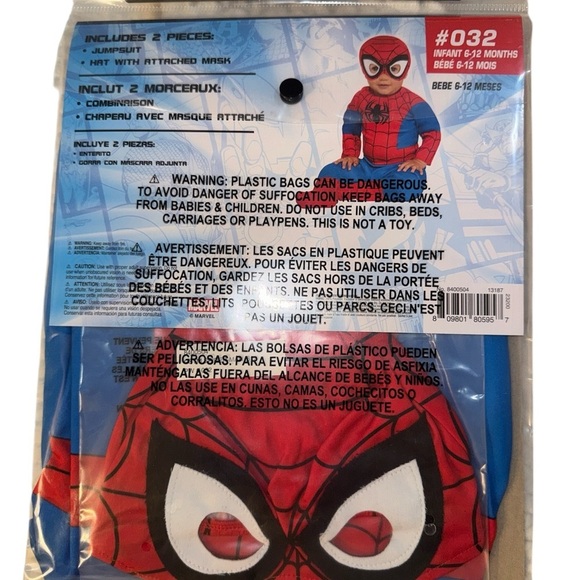 INCLUDES 2 PIECES:
• JUMPSUIT
• HAT WITH ATTACHED MASK
INCLUT 2 MORCEAUX:
• COMBINAISON
• CHAPEAU AVEC MASQUE ATTACHÉ
INCLUYE 2 PIEZAS:
• ENTERITO
• GORRA CON MÁSCARA ADJUNTA
#032
INFANT 6-12 MONTHS
BÉBÉ 6-12 MOIS
BEBE 6-12 MESES
⚠ WARNING: PLASTIC BAGS CAN BE DANGEROUS.
TO AVOID DANGER OF SUFFOCATION, KEEP BAGS AWAY
FROM BABIES & CHILDREN. DO NOT USE IN CRIBS, BEDS,
CARRIAGES OR PLAYPENS. THIS IS NOT A TOY.
⚠ AVERTISSEMENT: LES SACS EN PLASTIQUE PEUVENT
ÊTRE DANGEREUX. POUR ÉVITER LES DANGERS DE
SUFFOCATION, GARDEZ LES SACS HORS DE LA PORTÉE
DES BÉBÉS ET DES ENFANTS. NE PAS UTILISER DANS LES
COUCHETTES, LITS, POUSSETTES OU PARCS. CECI N'EST
PAS UN JOUET.
MARVEL
© MARVEL
8400504
13187
23205
8 09801 80595 7
⚠ ADVERTENCIA: LAS BOLSAS DE PLÁSTICO PUEDEN
SER PELIGROSAS. PARA EVITAR EL RIESGO DE ASFIXIA
MANTÉNGALAS FUERA DEL ALCANCE DE BEBÉS Y NIÑOS.
NO LAS USE EN CUNAS, CAMAS, COCHECITOS O
CORRALITOS. ESTO NO ES UN JUGUETE.